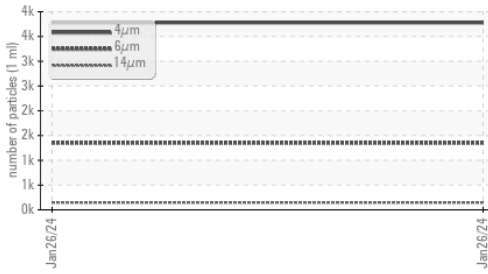 4k
4k
3k
3k
2k
2k
1k
1k
0k
number of particles (1 ml)
4µm
6µm
14µm
Jan26/24
Jan26/24